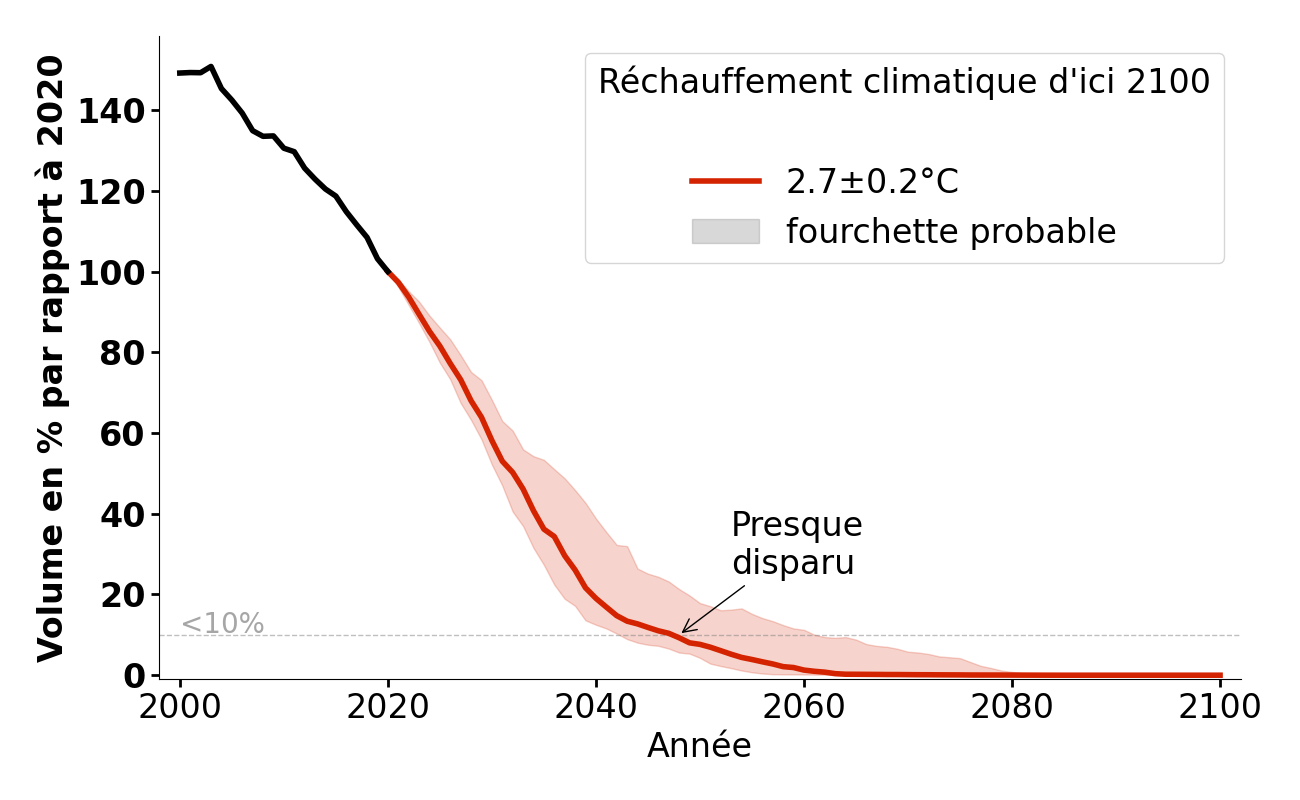 Réchauffement climatique d'ici 2100
2.7±0.2°C
fourchette probable
Volume en % par rapport à 2020
140
120
100
80
60
40
20
0
Presque
disparu
<10%
2000
2020
2040
2060
2080
2100
Année